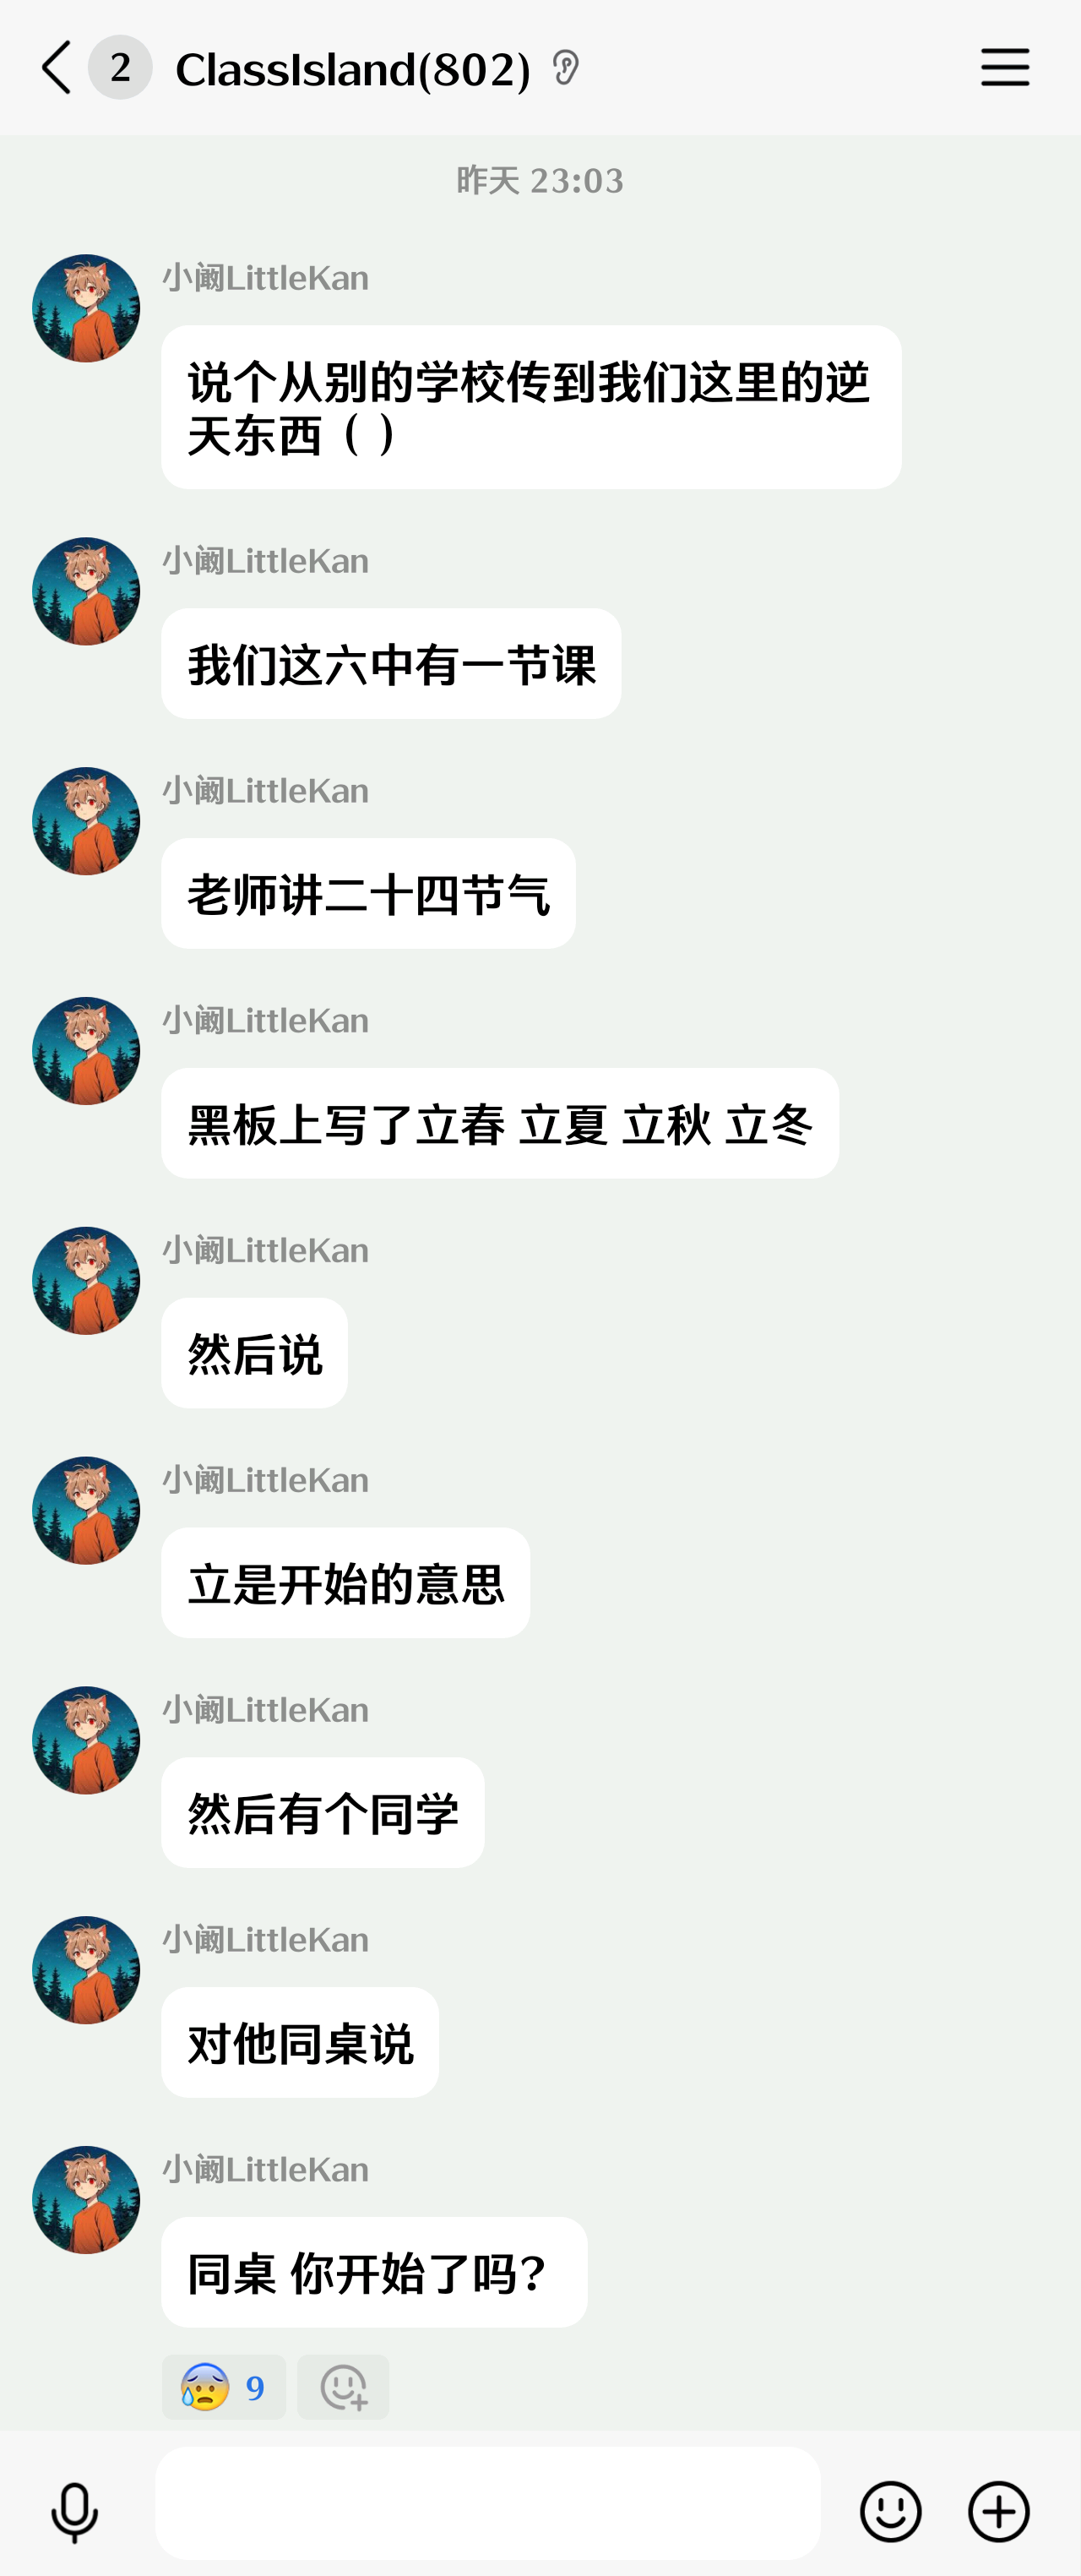 2
ClassIsland(802)
昨天 23:03
小阚LittleKan
说个从别的学校传到我们这里的逆
天东西（ ）
小阚LittleKan
我们这六中有一节课
小阚LittleKan
老师讲二十四节气
小阚LittleKan
黑板上写了立春 立夏 立秋 立冬
小阚LittleKan
然后说
小阚LittleKan
立是开始的意思
小阚LittleKan
然后有个同学
小阚LittleKan
对他同桌说
小阚LittleKan
同桌 你开始了吗？
9